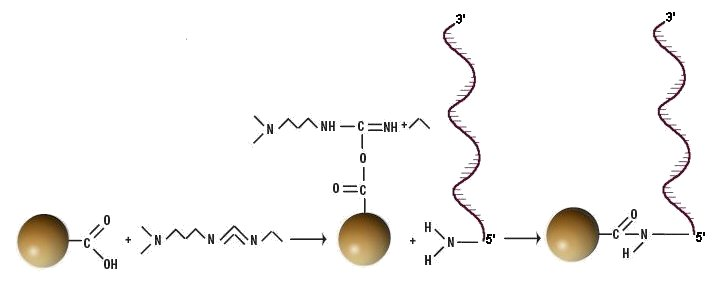 3'
3'
N NH — C = NH +
O
O = C
O
C
OH
+
N N N
+
H
N
H
5'
O
C — N
H
5'